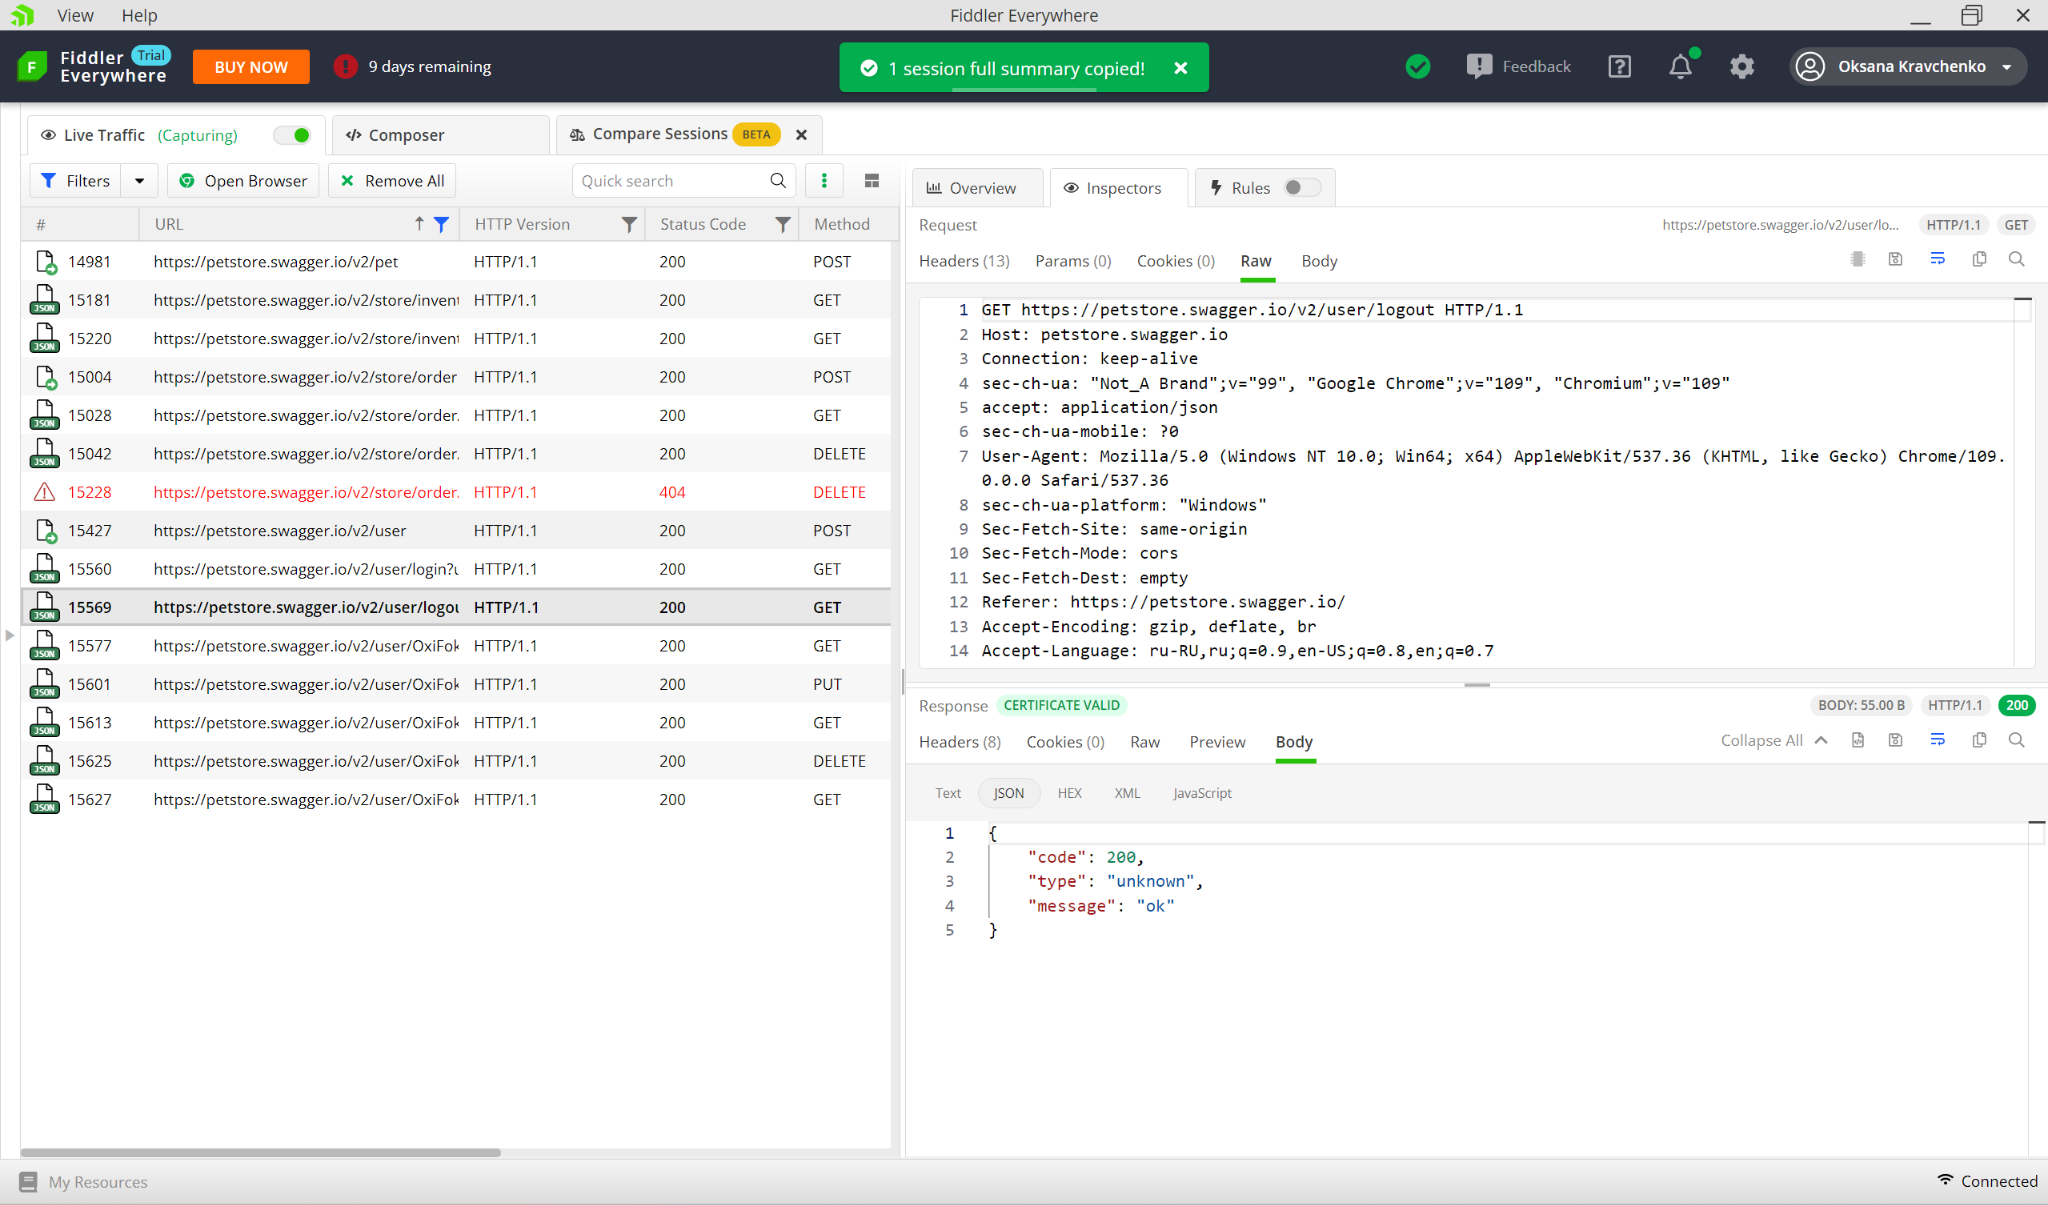 View Help
Fiddler Everywhere
F
Fiddler Trial
Everywhere
BUY NOW
9 days remaining
1 session full summary copied!
Feedback
Oksana Kravchenko
Live Traffic (Capturing)
Composer
Compare Sessions BETA
Filters
Open Browser
Remove All
Quick search
# URL HTTP Version Status Code Method
14981 https://petstore.swagger.io/v2/pet HTTP/1.1 200 POST
JSON 15181 https://petstore.swagger.io/v2/store/invent HTTP/1.1 200 GET
JSON 15220 https://petstore.swagger.io/v2/store/invent HTTP/1.1 200 GET
15004 https://petstore.swagger.io/v2/store/order HTTP/1.1 200 POST
JSON 15028 https://petstore.swagger.io/v2/store/order. HTTP/1.1 200 GET
JSON 15042 https://petstore.swagger.io/v2/store/order. HTTP/1.1 200 DELETE
15228 https://petstore.swagger.io/v2/store/order. HTTP/1.1 404 DELETE
15427 https://petstore.swagger.io/v2/user HTTP/1.1 200 POST
JSON 15560 https://petstore.swagger.io/v2/user/login?u HTTP/1.1 200 GET
JSON 15569 https://petstore.swagger.io/v2/user/logou HTTP/1.1 200 GET
JSON 15577 https://petstore.swagger.io/v2/user/OxiFok HTTP/1.1 200 GET
JSON 15601 https://petstore.swagger.io/v2/user/OxiFok HTTP/1.1 200 PUT
JSON 15613 https://petstore.swagger.io/v2/user/OxiFok HTTP/1.1 200 GET
JSON 15625 https://petstore.swagger.io/v2/user/OxiFok HTTP/1.1 200 DELETE
JSON 15627 https://petstore.swagger.io/v2/user/OxiFok HTTP/1.1 200 GET
Overview Inspectors Rules
Request https://petstore.swagger.io/v2/user/lo... HTTP/1.1 GET
Headers (13) Params (0) Cookies (0) Raw Body
1 GET https://petstore.swagger.io/v2/user/logout HTTP/1.1
2 Host: petstore.swagger.io
3 Connection: keep-alive
4 sec-ch-ua: "Not_A Brand";v="99", "Google Chrome";v="109", "Chromium";v="109"
5 accept: application/json
6 sec-ch-ua-mobile: ?0
7 User-Agent: Mozilla/5.0 (Windows NT 10.0; Win64; x64) AppleWebKit/537.36 (KHTML, like Gecko) Chrome/109.
0.0.0 Safari/537.36
8 sec-ch-ua-platform: "Windows"
9 Sec-Fetch-Site: same-origin
10 Sec-Fetch-Mode: cors
11 Sec-Fetch-Dest: empty
12 Referer: https://petstore.swagger.io/
13 Accept-Encoding: gzip, deflate, br
14 Accept-Language: ru-RU,ru;q=0.9,en-US;q=0.8,en;q=0.7
Response CERTIFICATE VALID BODY: 55.00 B HTTP/1.1 200
Headers (8) Cookies (0) Raw Preview Body Collapse All
Text JSON HEX XML JavaScript
1 {
2 "code": 200,
3 "type": "unknown",
4 "message": "ok"
5 }
My Resources
Connected